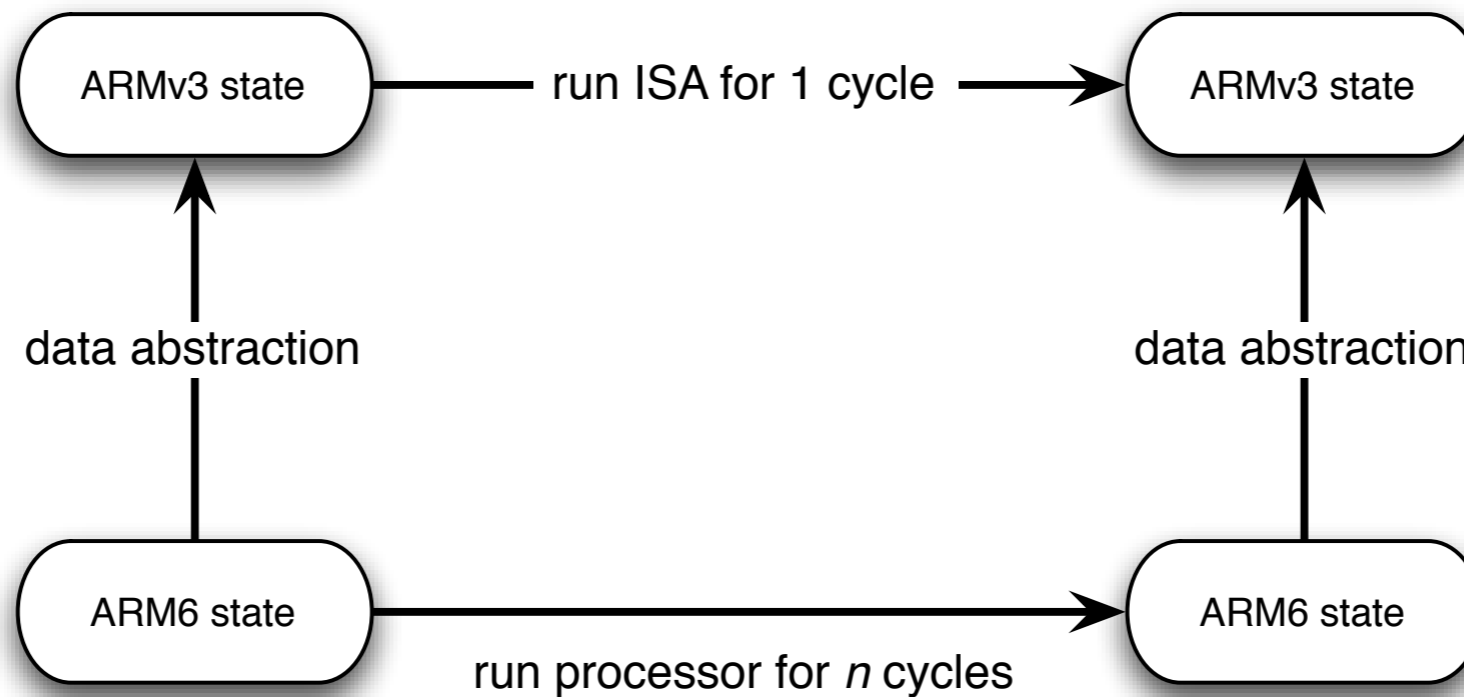 ARMv3 state
run ISA for 1 cycle
ARMv3 state
data abstraction
data abstraction
ARM6 state
ARM6 state
run processor for n cycles